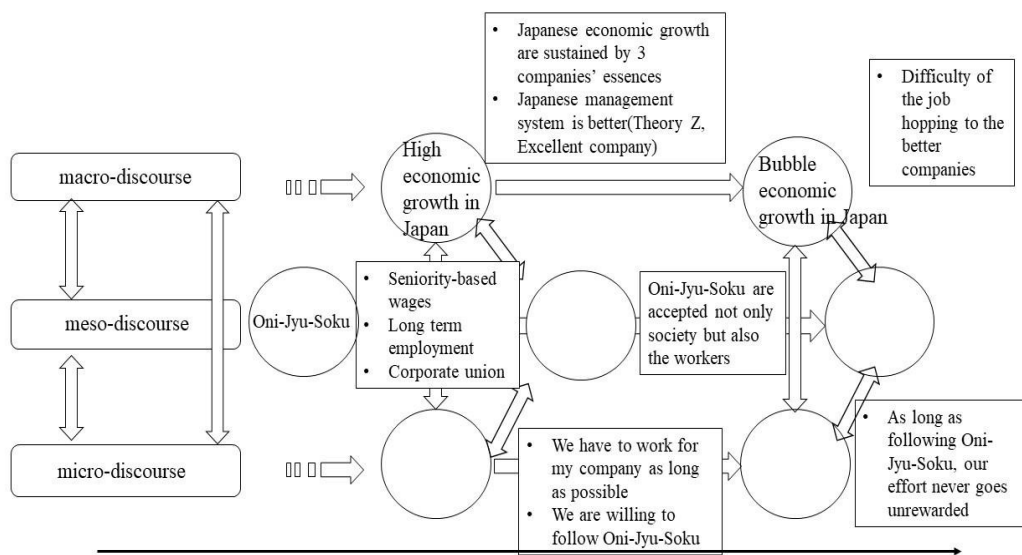 • Japanese economic growth
are sustained by 3
companies' essences
• Japanese management
system is better(Theory Z,
Excellent company)
• Difficulty of
the job
hopping to the
better
companies
macro-discourse
High
economic
growth in
Japan
Bubble
economic
growth in Japan
meso-discourse
Oni-Jyu-Soku
• Seniority-based
wages
• Long term
employment
• Corporate union
Oni-Jyu-Soku are
accepted not only
society but also
the workers
micro-discourse
• We have to work for
my company as long
as possible
• We are willing to
follow Oni-Jyu-Soku
• As long as
following Oni-
Jyu-Soku, our
effort never goes
unrewarded